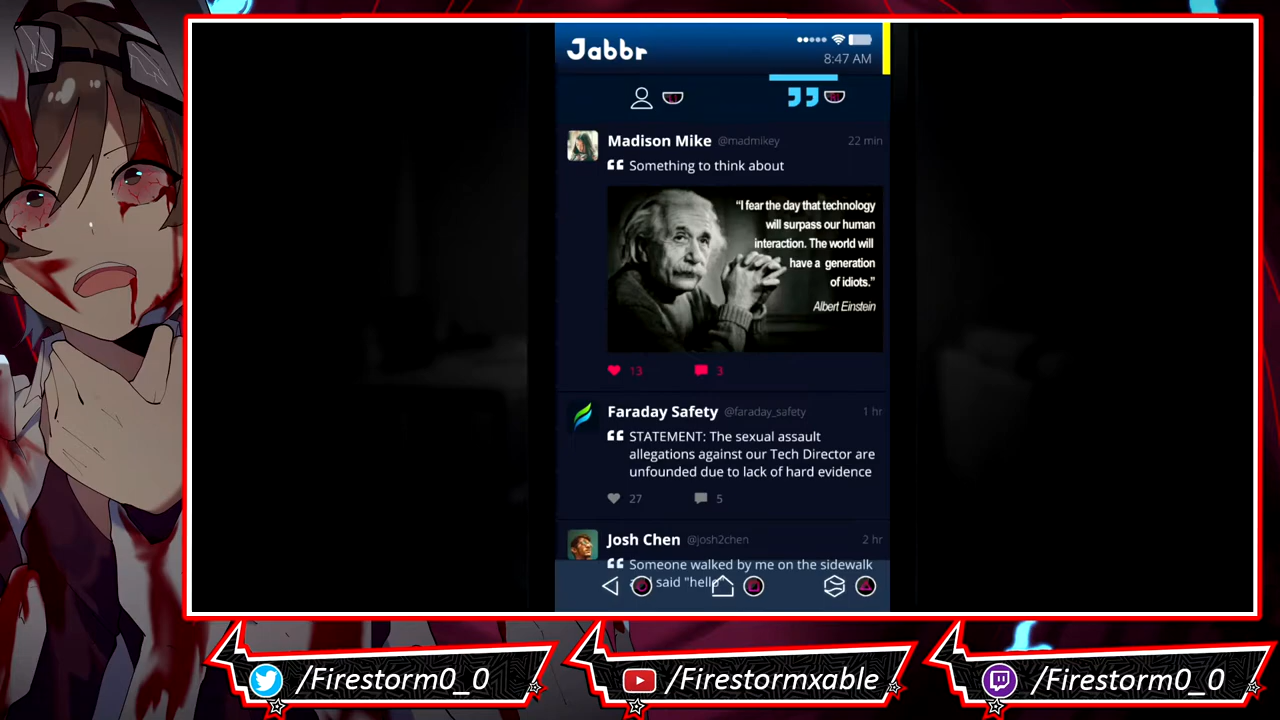 Jabbr
8:47 AM
Madison Mike @madmikey 22 min
Something to think about
“I fear the day that technology
will surpass our human
interaction. The world will
have a generation
of idiots.”
Albert Einstein
13 3
Faraday Safety @faraday_safety 1 hr
STATEMENT: The sexual assault
allegations against our Tech Director are
unfounded due to lack of hard evidence
27 5
Josh Chen @josh2chen 2 hr
Someone walked by me on the sidewalk
said "hello"
/Firestorm0_0 /Firestormxable /Firestorm0_0